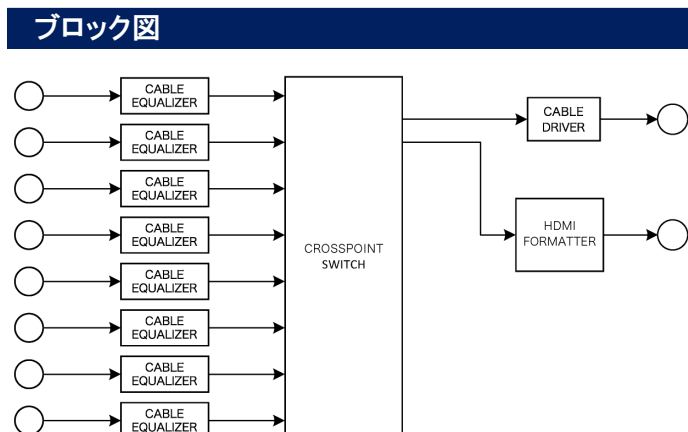 ブロック図
CABLE
EQUALIZER
CABLE
EQUALIZER
CABLE
EQUALIZER
CABLE
EQUALIZER
CABLE
EQUALIZER
CABLE
EQUALIZER
CABLE
EQUALIZER
CABLE
EQUALIZER
CROSSPOINT
SWITCH
CABLE
DRIVER
HDMI
FORMATTER